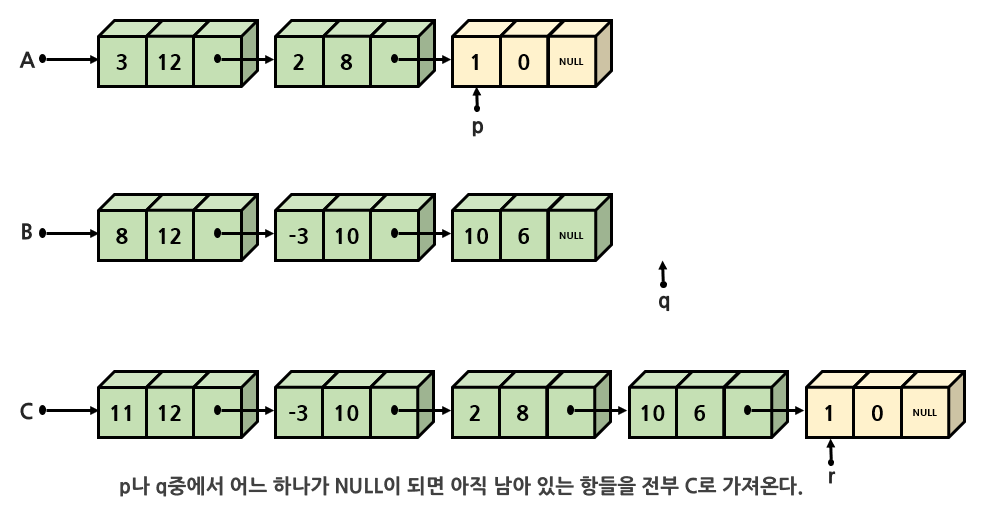 A 3 12 2 8 1 0 NULL
p
B 8 12 -3 10 10 6 NULL
q
C 11 12 -3 10 2 8 10 6 1 0 NULL
r
p나 q중에서 어느 하나가 NULL이 되면 아직 남아 있는 항들을 전부 C로 가져온다.